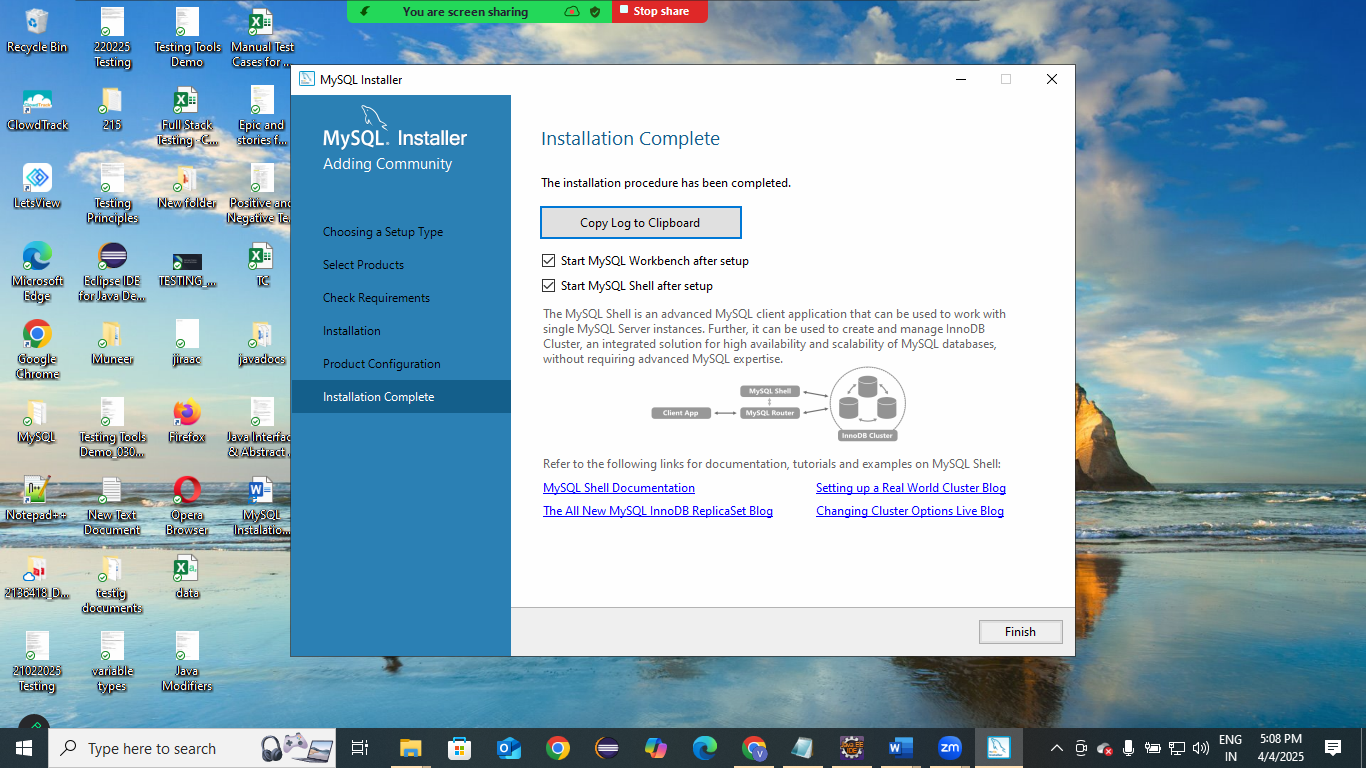 You are screen sharing
Stop share
Recycle Bin
220225
Testing
Testing Tools
Demo
Manual Test
Cases for ...
ClowdTrack
215
Full Stack
Testing - C...
Epic and
stories f...
LetsView
Testing
Principles
New folder
Positive and
Negative Te...
Microsoft
Edge
Eclipse IDE
for Java De...
TESTING_...
TC
Google
Chrome
Muneer
jiraac
javadocs
MySQL
Testing Tools
Demo_030...
Firefox
Java Interfac
& Abstract .
Notepad++
New Text
Document
Opera
Browser
MySQL
Instalatio...
2136418_D...
testig
documents
data
21022025
Testing
variable
types
Java
Modifiers
MySQL Installer
MySQL® Installer
Adding Community
Choosing a Setup Type
Select Products
Check Requirements
Installation
Product Configuration
Installation Complete
Installation Complete
The installation procedure has been completed.
Copy Log to Clipboard
Start MySQL Workbench after setup
Start MySQL Shell after setup
The MySQL Shell is an advanced MySQL client application that can be used to work with
single MySQL Server instances. Further, it can be used to create and manage InnoDB
Cluster, an integrated solution for high availability and scalability of MySQL databases,
without requiring advanced MySQL expertise.
MySQL Shell
Client App
MySQL Router
InnoDB Cluster
Refer to the following links for documentation, tutorials and examples on MySQL Shell:
MySQL Shell Documentation
Setting up a Real World Cluster Blog
The All New MySQL InnoDB ReplicaSet Blog
Changing Cluster Options Live Blog
Finish
Type here to search
zm
ENG
IN
5:08 PM
4/4/2025